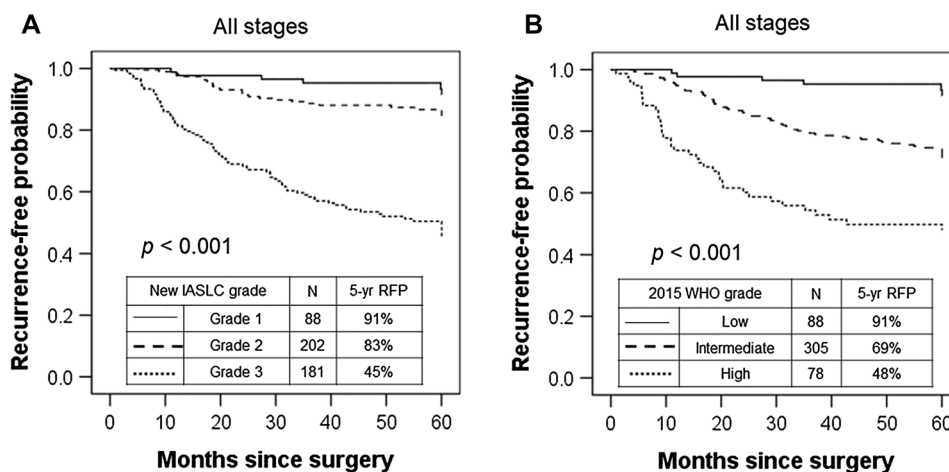 A
All stages
Recurrence-free probability
1.0
0.8
0.6
0.4
0.2
0.0
p < 0.001
New IASLC grade N 5-yr RFP
Grade 1 88 91%
Grade 2 202 83%
Grade 3 181 45%
0 10 20 30 40 50 60
Months since surgery
B
All stages
Recurrence-free probability
1.0
0.8
0.6
0.4
0.2
0.0
p < 0.001
2015 WHO grade N 5-yr RFP
Low 88 91%
Intermediate 305 69%
High 78 48%
0 10 20 30 40 50 60
Months since surgery